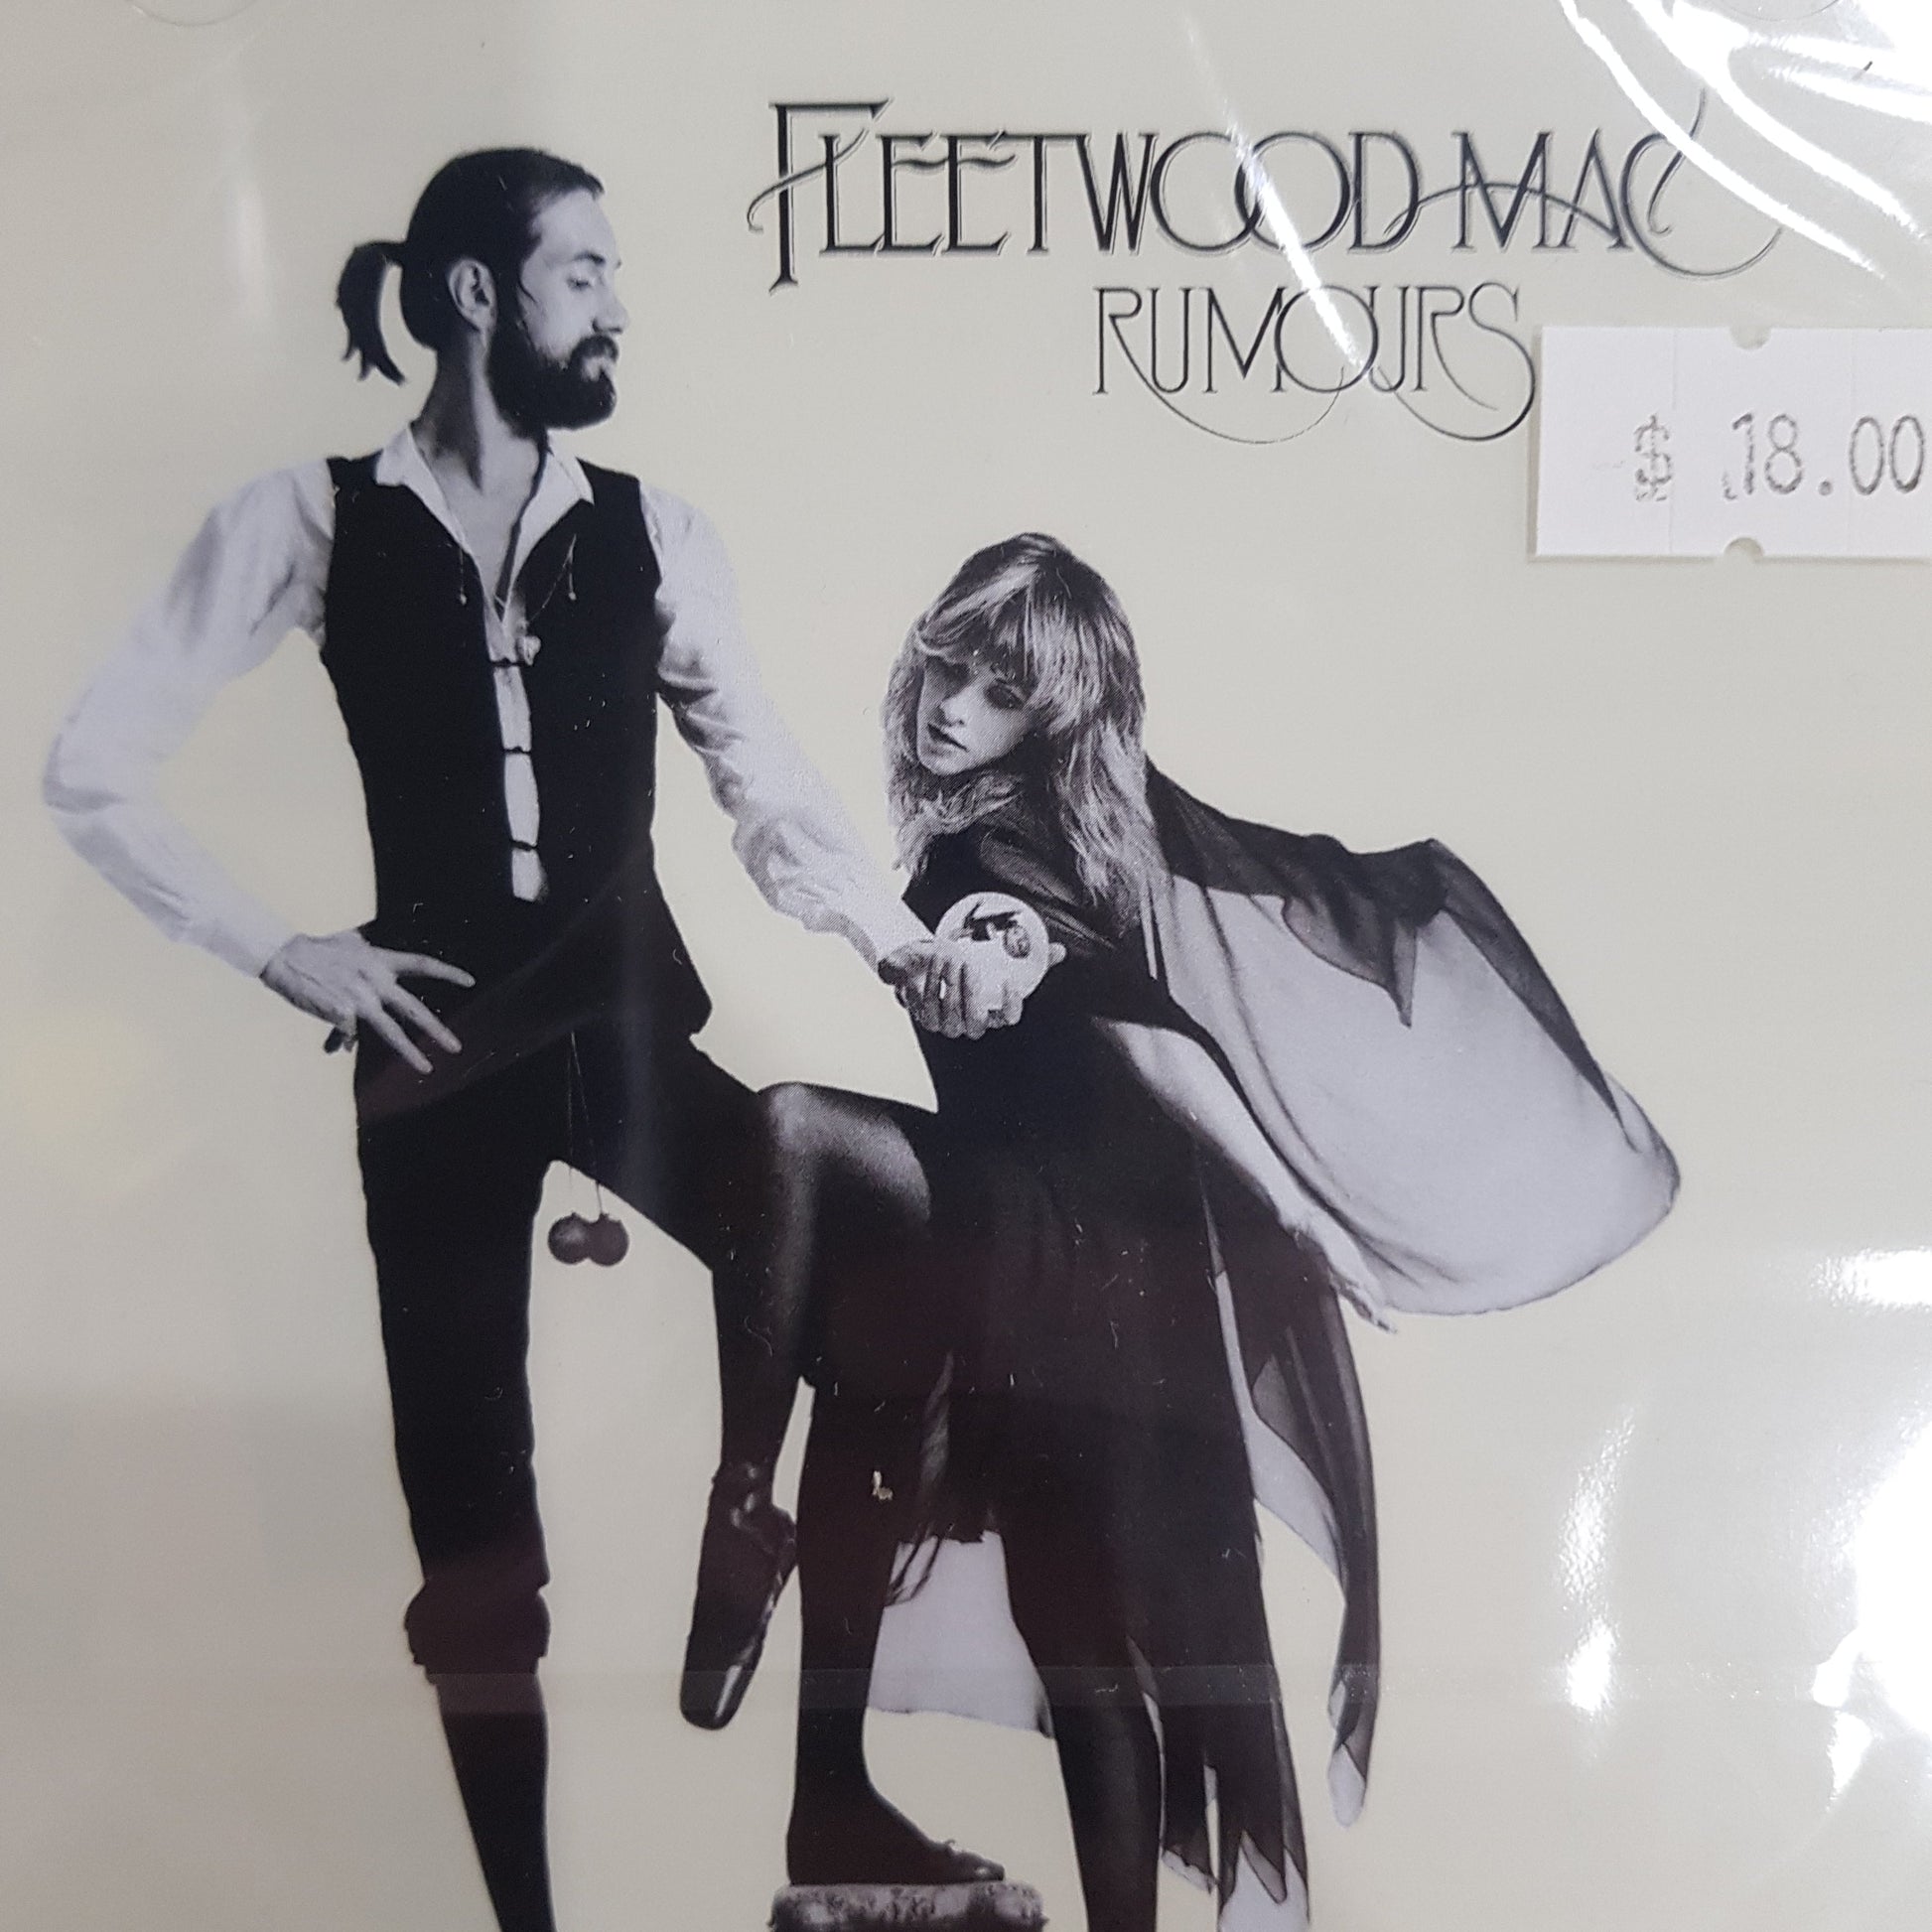 FLEETWOOD MAC
RUMOURS
$ 18.00